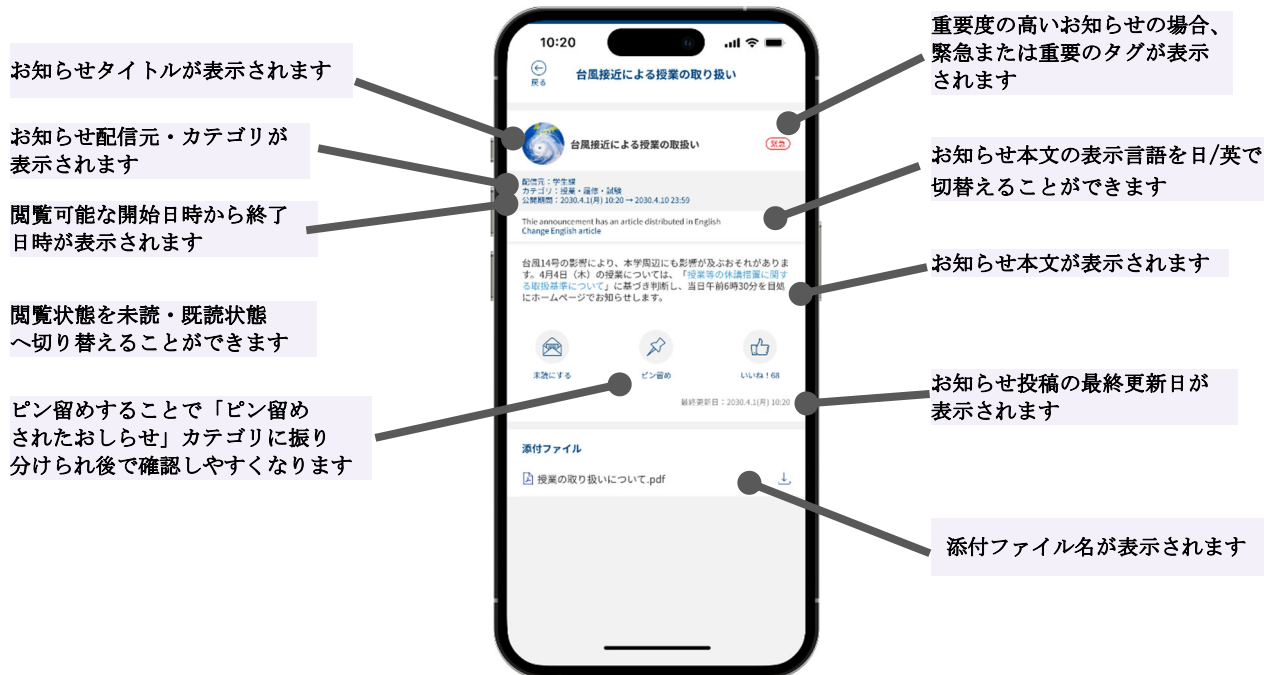 お知らせタイトルが表示されます
お知らせ配信元・カテゴリが
表示されます
閲覧可能な開始日時から終了
日時が表示されます
閲覧状態を未読・既読状態
へ切り替えることができます
ピン留めすることで「ピン留め
されたおしらせ」カテゴリに振り
分けられ後で確認しやすくなります
10:20
戻る
台風接近による授業の取り扱い
台風接近による授業の取扱い
緊急
配信元：学生課
カテゴリ：授業・履修・試験
公開期間：2030.4.1(月) 10:20 → 2030.4.10 23:59
This announcement has an article distributed in English
Change English article
台風14号の影響により、本学周辺にも影響が及ぶおそれがありま
す。4月4日（木）の授業については、「授業等の休講措置に関す
る取扱基準について」に基づき判断し、当日午前6時30分を目処
にホームページでお知らせします。
未読にする
ピン留め
いいね！68
最終更新日：2030.4.1(月) 10:20
添付ファイル
授業の取り扱いについて.pdf
重要度の高いお知らせの場合、
緊急または重要のタグが表示
されます
お知らせ本文の表示言語を日/英で
切替えることができます
お知らせ本文が表示されます
お知らせ投稿の最終更新日が
表示されます
添付ファイル名が表示されます